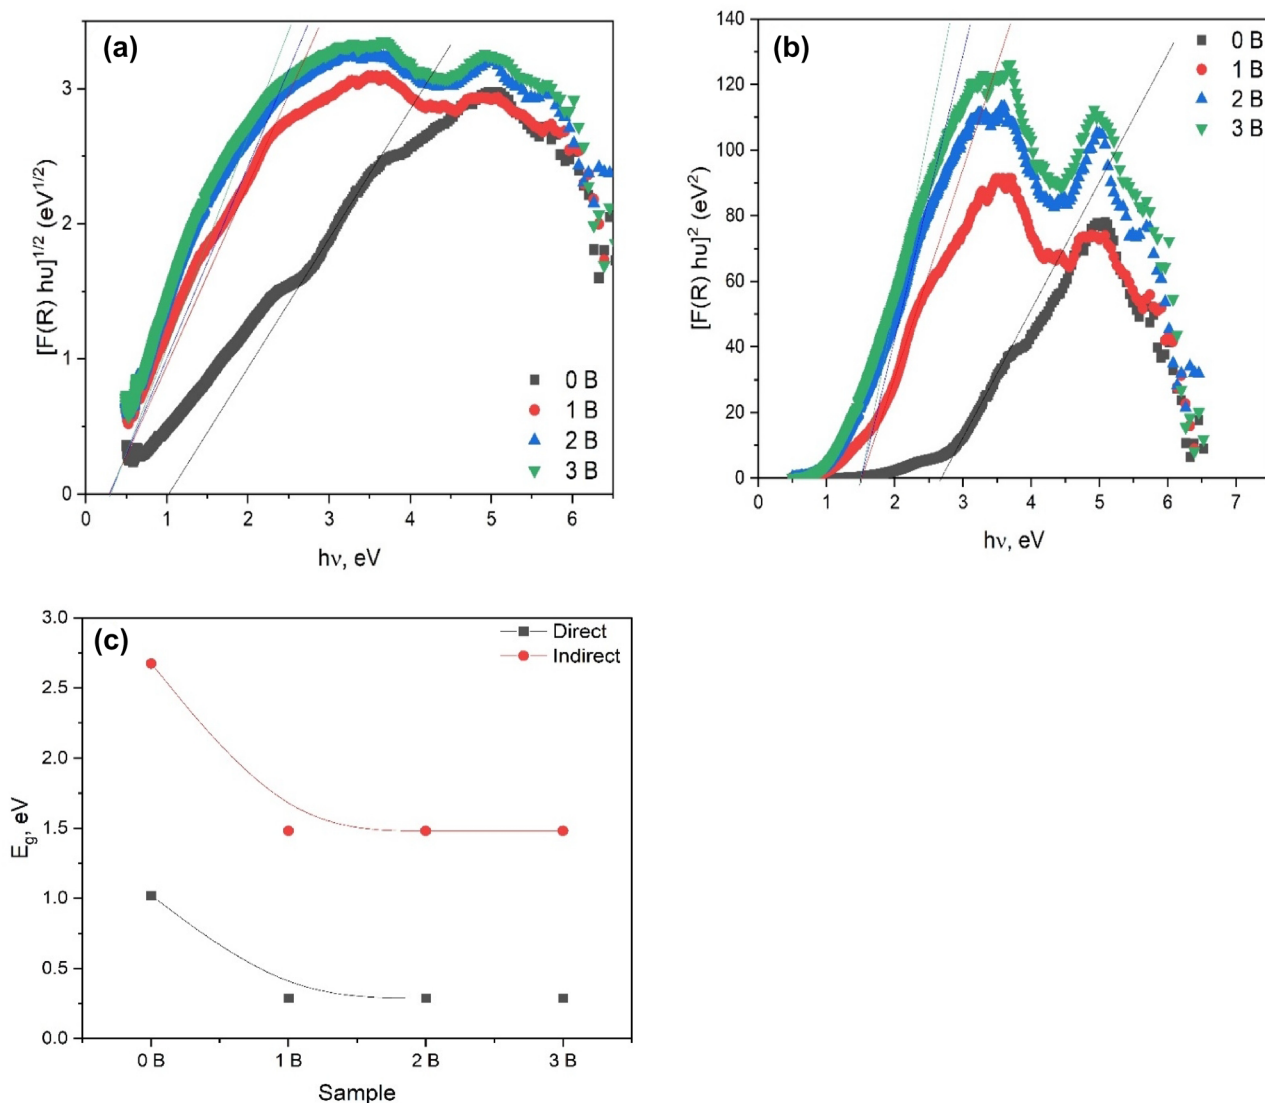 (a)
[F(R) hu]^1/2 (eV^1/2)
3
2
1
0
0 B
1 B
2 B
3 B
0 1 2 3 4 5 6
hν, eV
(b)
[F(R) hu]^2 (eV^2)
140
120
100
80
60
40
20
0
0 B
1 B
2 B
3 B
0 1 2 3 4 5 6 7
hν, eV
(c)
E_g, eV
3.0
2.5
2.0
1.5
1.0
0.5
0.0
Direct
Indirect
0 B 1 B 2 B 3 B
Sample